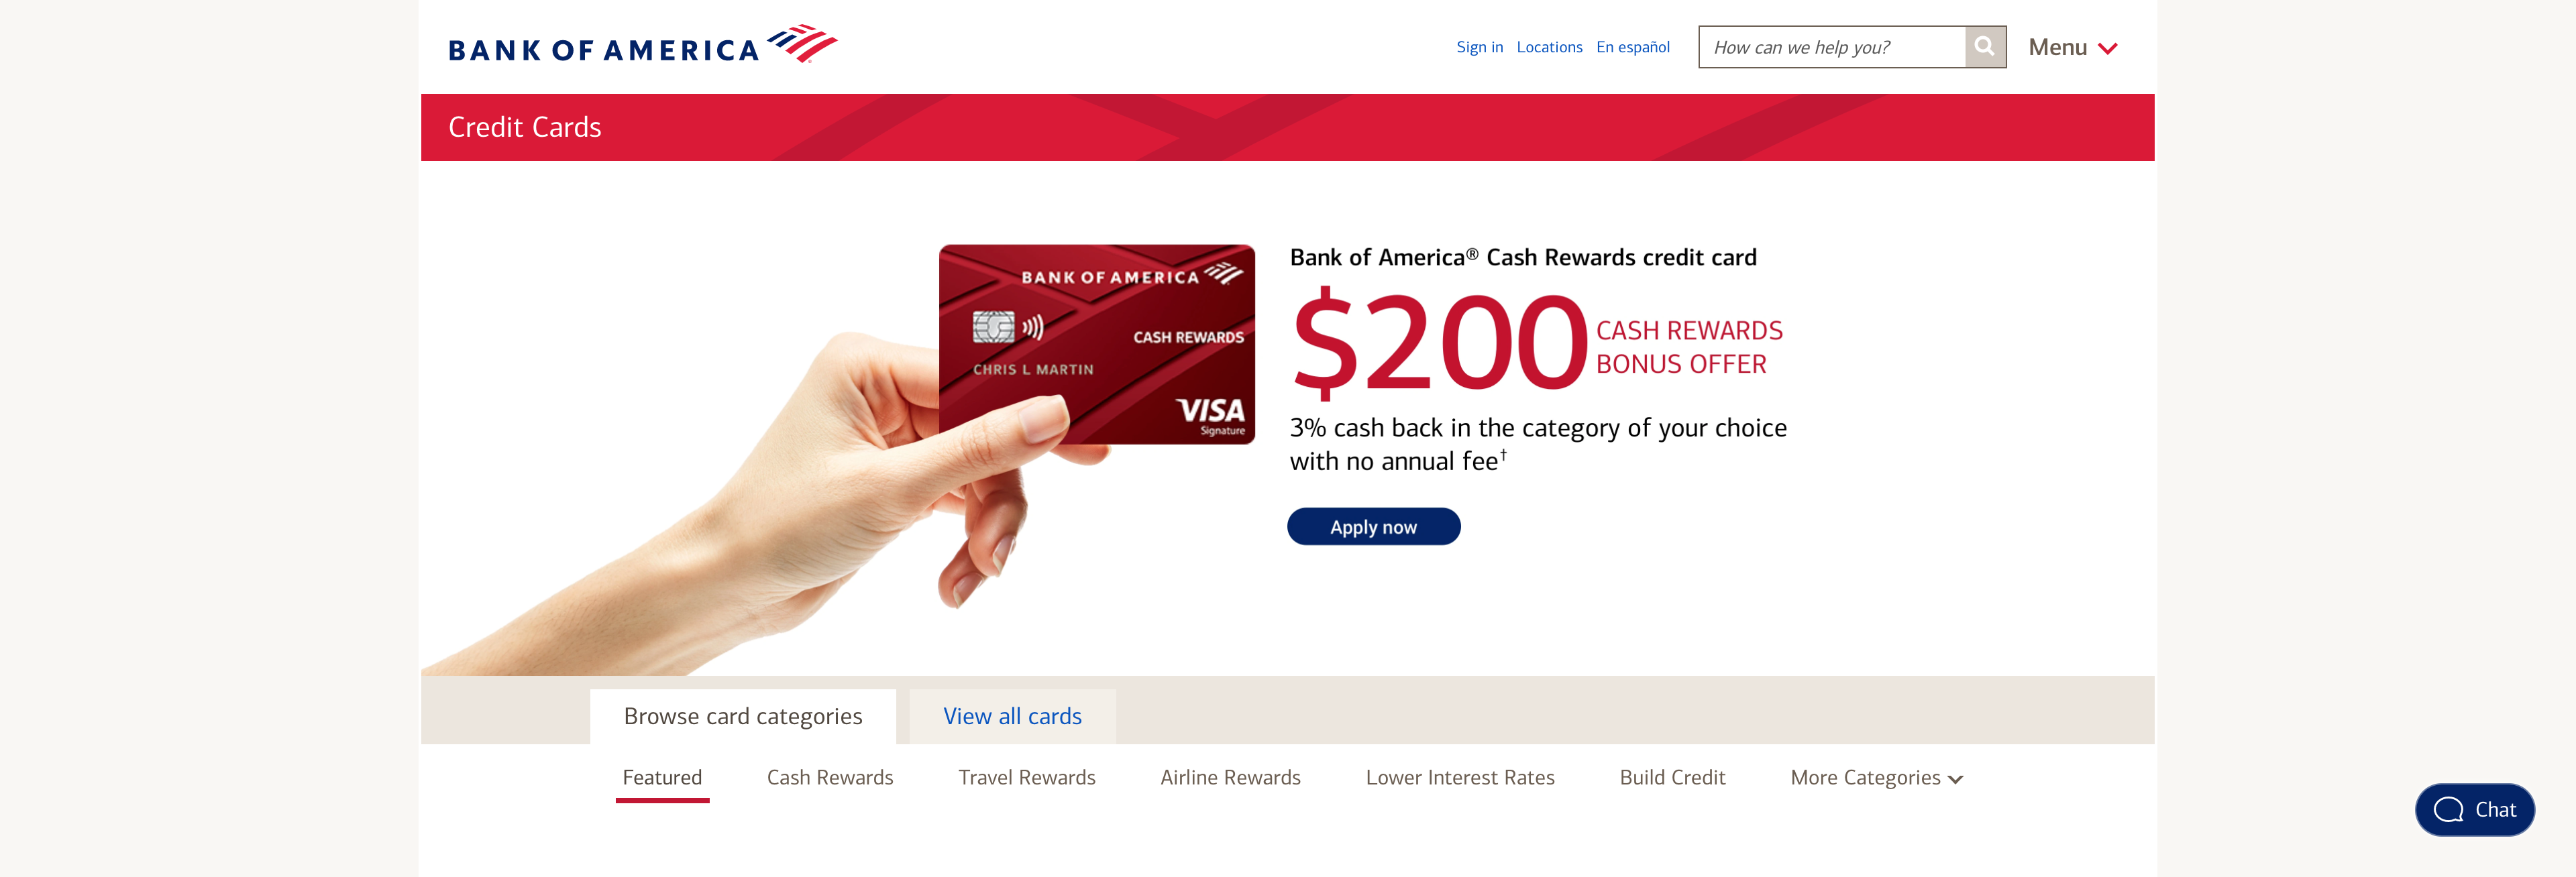 BANK OF AMERICA
Sign in Locations En español
How can we help you?
Menu
Credit Cards
BANK OF AMERICA
CASH REWARDS
CHRIS L MARTIN
VISA
Signature
Bank of America® Cash Rewards credit card
$200 CASH REWARDS
BONUS OFFER
3% cash back in the category of your choice
with no annual fee†
Apply now
Browse card categories View all cards
Featured Cash Rewards Travel Rewards Airline Rewards Lower Interest Rates Build Credit More Categories
Chat